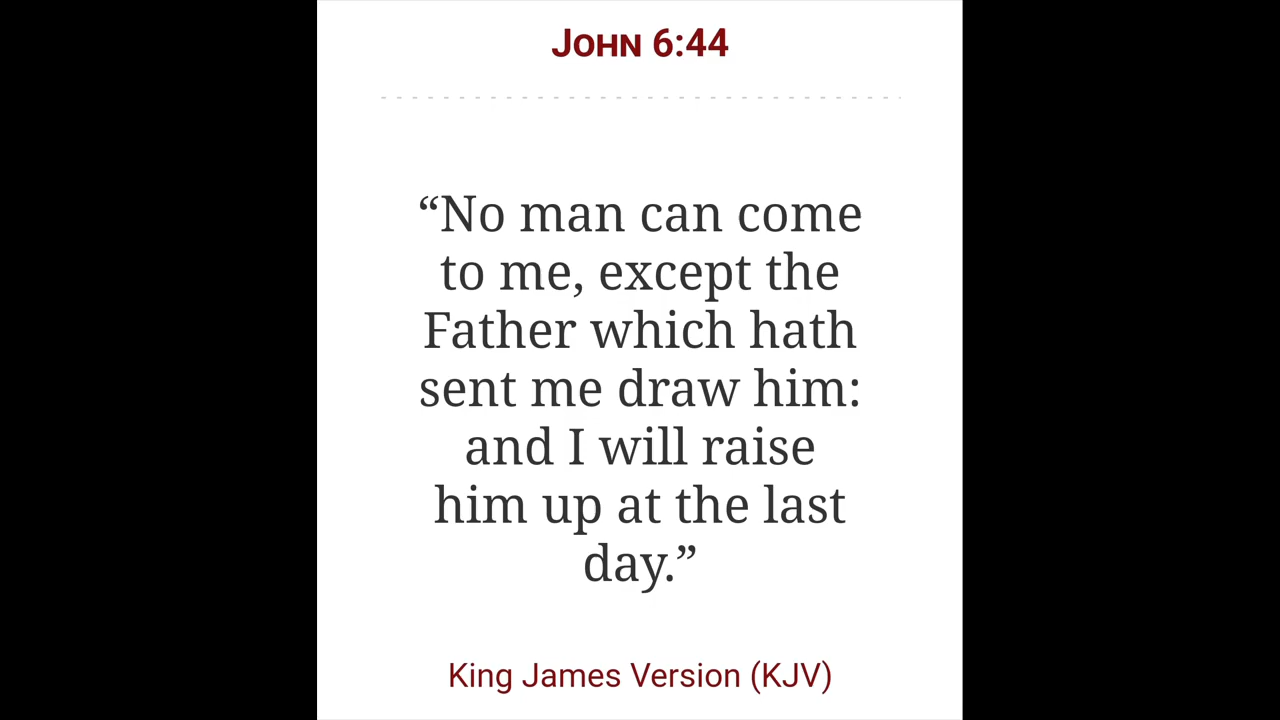 John 6:44
“No man can come
to me, except the
Father which hath
sent me draw him:
and I will raise
him up at the last
day.”
King James Version (KJV)